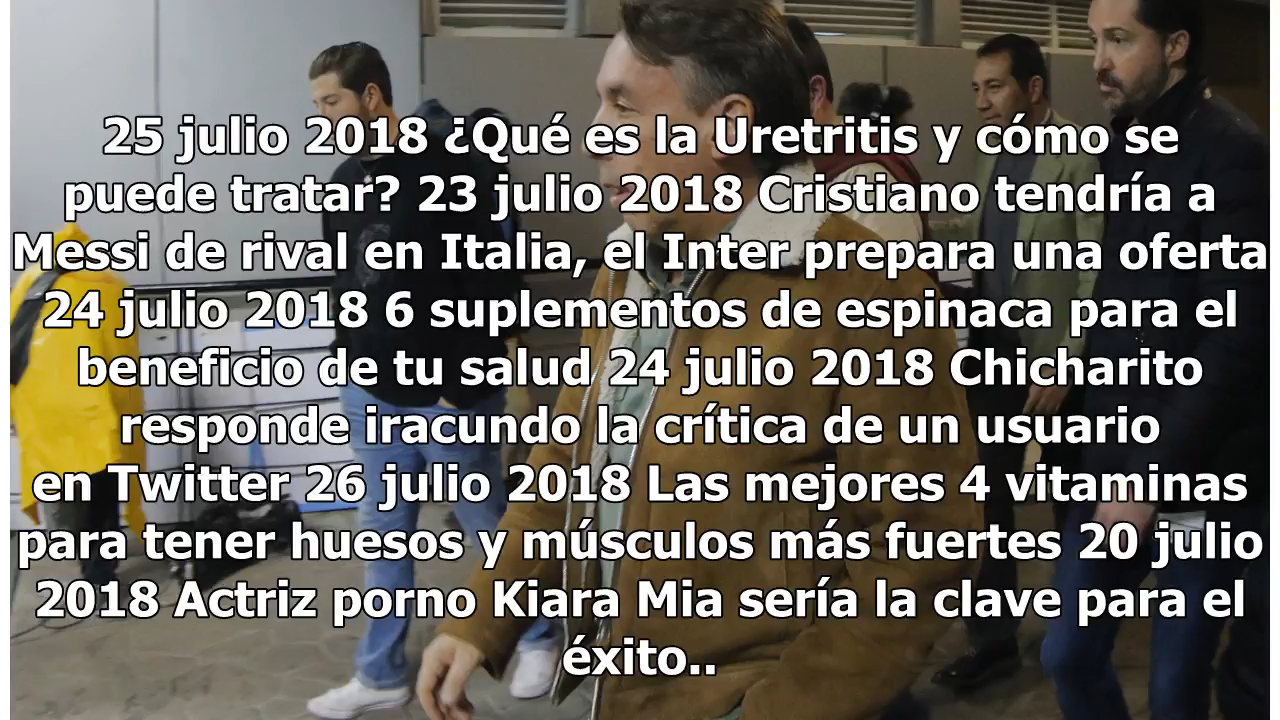 25 julio 2018 ¿Qué es la Uretritis y cómo se
puede tratar? 23 julio 2018 Cristiano tendría a
Messi de rival en Italia, el Inter prepara una oferta
24 julio 2018 6 suplementos de espinaca para el
beneficio de tu salud 24 julio 2018 Chicharito
responde iracundo la crítica de un usuario
en Twitter 26 julio 2018 Las mejores 4 vitaminas
para tener huesos y músculos más fuertes 20 julio
2018 Actriz porno Kiara Mia sería la clave para el
éxito..